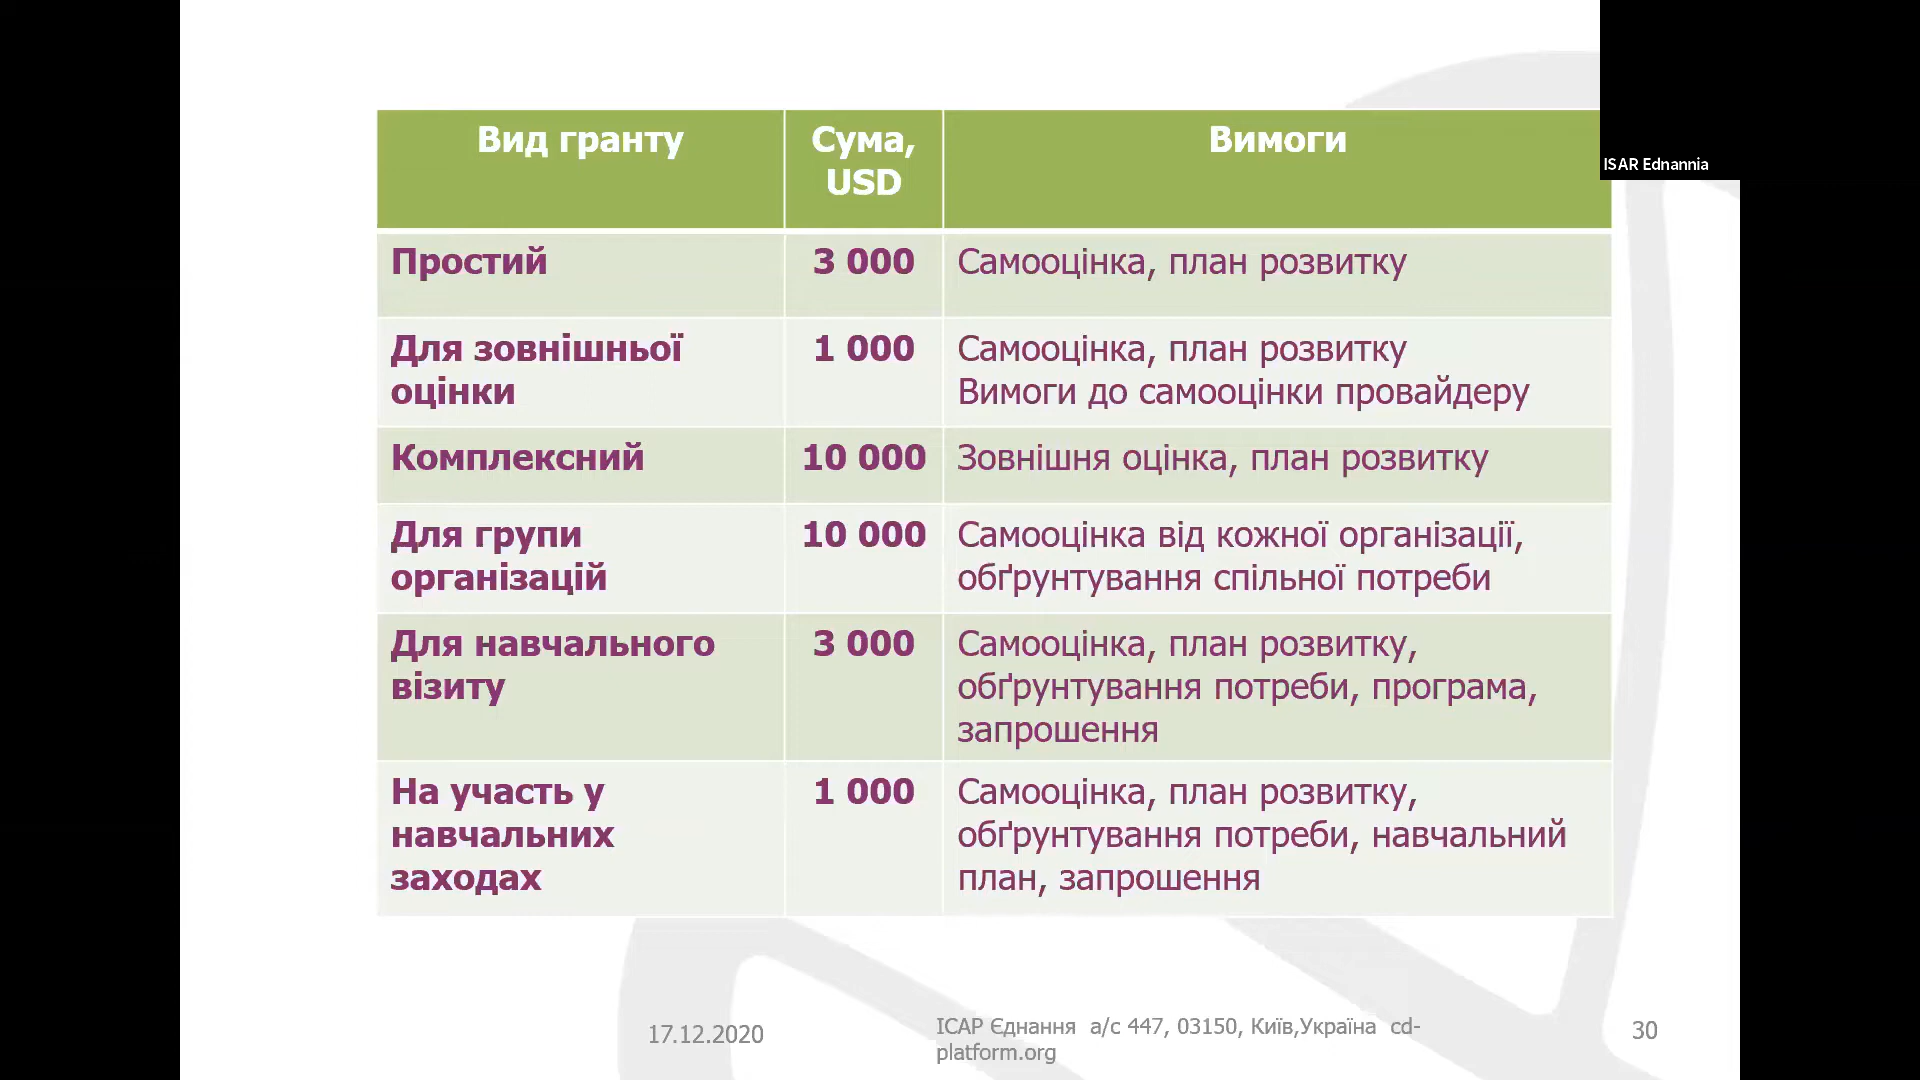 Вид гранту
Сума,
USD
Вимоги
ISAR Ednannia
Простий
3 000
Самооцінка, план розвитку
Для зовнішньої
оцінки
1 000
Самооцінка, план розвитку
Вимоги до самооцінки провайдеру
Комплексний
10 000
Зовнішня оцінка, план розвитку
Для групи
організацій
10 000
Самооцінка від кожної організації,
обґрунтування спільної потреби
Для навчального
візиту
3 000
Самооцінка, план розвитку,
обґрунтування потреби, програма,
запрошення
На участь у
навчальних
заходах
1 000
Самооцінка, план розвитку,
обґрунтування потреби, навчальний
план, запрошення
17.12.2020
ІСАР Єднання а/с 447, 03150, Київ,Україна cd-
platform.org
30